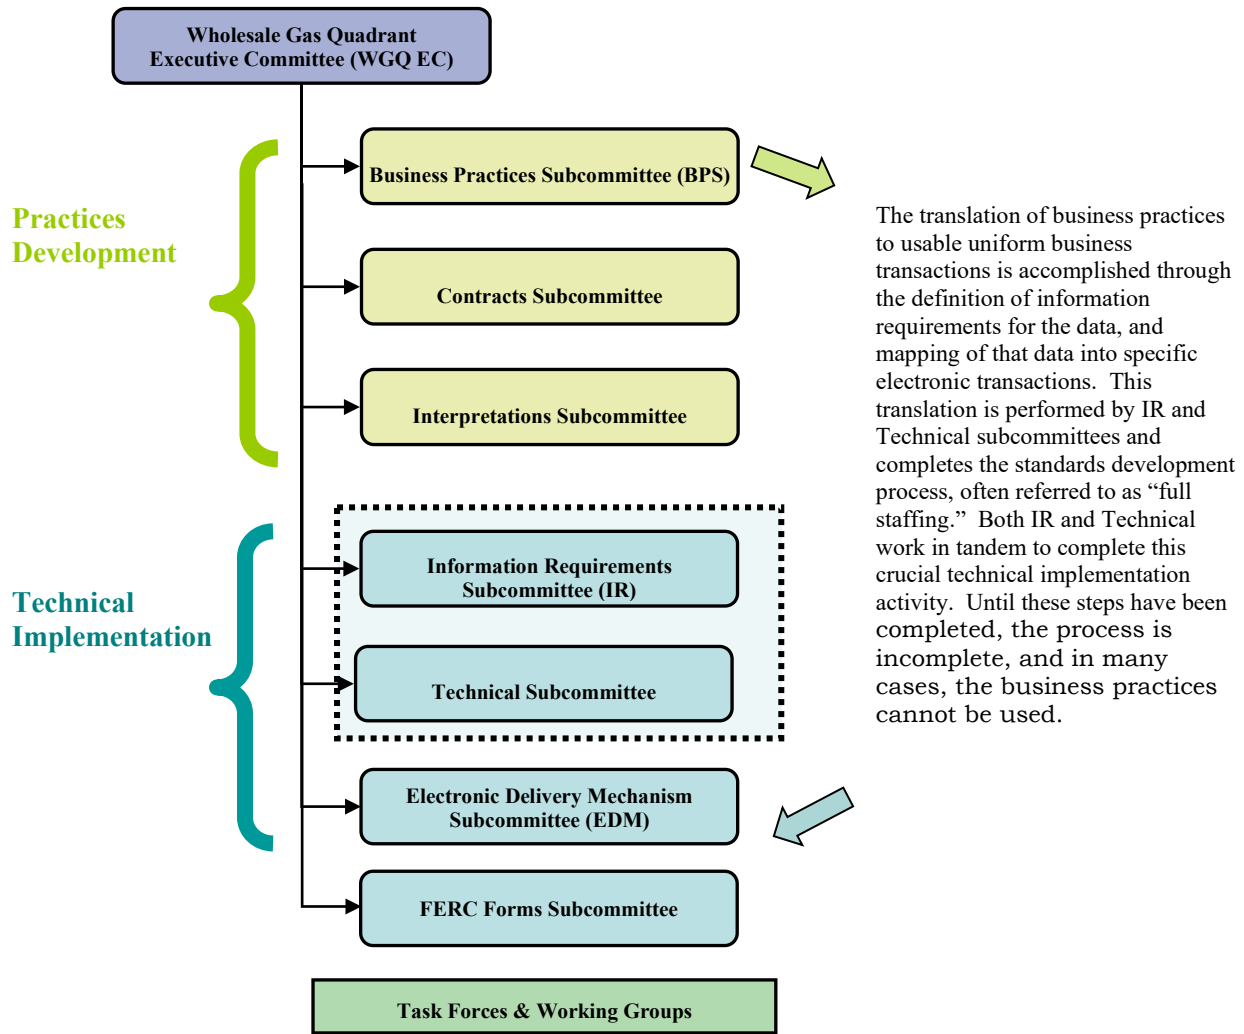 Wholesale Gas Quadrant
Executive Committee (WGQ EC)
Business Practices Subcommittee (BPS)
Practices
Development
Contracts Subcommittee
Interpretations Subcommittee
The translation of business practices
to usable uniform business
transactions is accomplished through
the definition of information
requirements for the data, and
mapping of that data into specific
electronic transactions.  This
translation is performed by IR and
Technical subcommittees and
completes the standards development
process, often referred to as “full
staffing.”  Both IR and Technical
work in tandem to complete this
crucial technical implementation
activity.  Until these steps have been
completed, the process is
incomplete, and in many
cases, the business practices
cannot be used.
Technical
Implementation
Information Requirements
Subcommittee (IR)
Technical Subcommittee
Electronic Delivery Mechanism
Subcommittee (EDM)
FERC Forms Subcommittee
Task Forces & Working Groups